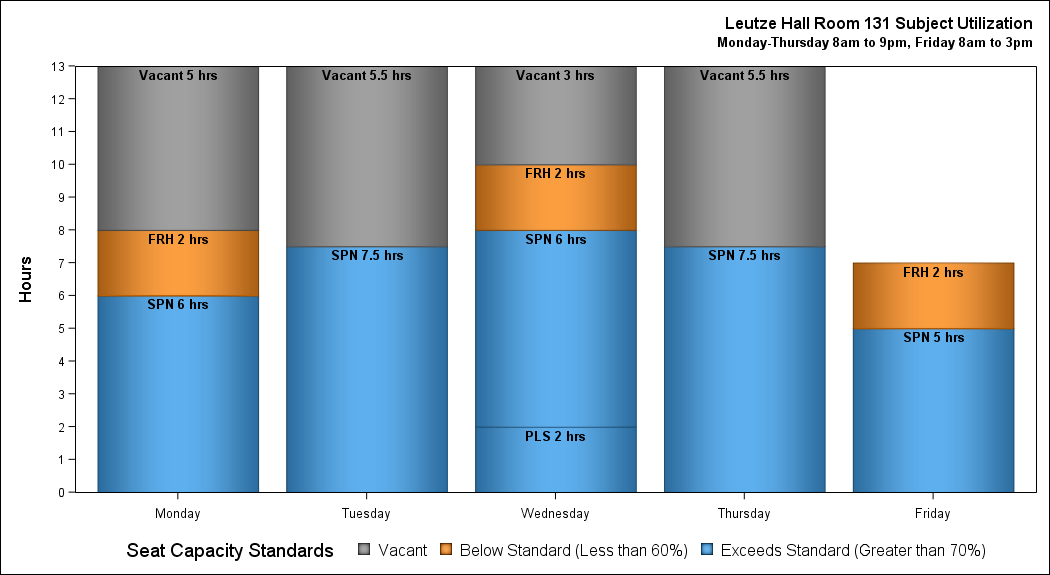 Leutze Hall Room 131 Subject Utilization
Monday-Thursday 8am to 9pm, Friday 8am to 3pm
Hours
13
12
11
10
9
8
7
6
5
4
3
2
1
0
Vacant 5 hrs
FRH 2 hrs
SPN 6 hrs
Vacant 5.5 hrs
SPN 7.5 hrs
Vacant 3 hrs
FRH 2 hrs
SPN 6 hrs
PLS 2 hrs
Vacant 5.5 hrs
SPN 7.5 hrs
FRH 2 hrs
SPN 5 hrs
Monday Tuesday Wednesday Thursday Friday
Seat Capacity Standards Vacant Below Standard (Less than 60%) Exceeds Standard (Greater than 70%)